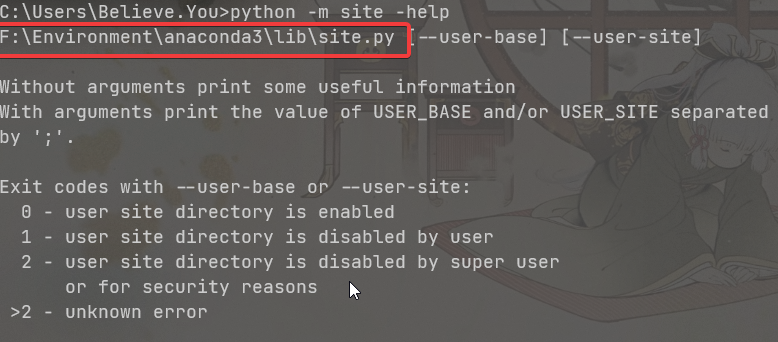 C:\Users\Believe.You>python -m site -help
F:\Environment\anaconda3\lib\site.py [--user-base] [--user-site]
Without arguments print some useful information
With arguments print the value of USER_BASE and/or USER_SITE separated
by ';'.
Exit codes with --user-base or --user-site:
0 - user site directory is enabled
1 - user site directory is disabled by user
2 - user site directory is disabled by super user
or for security reasons
>2 - unknown error